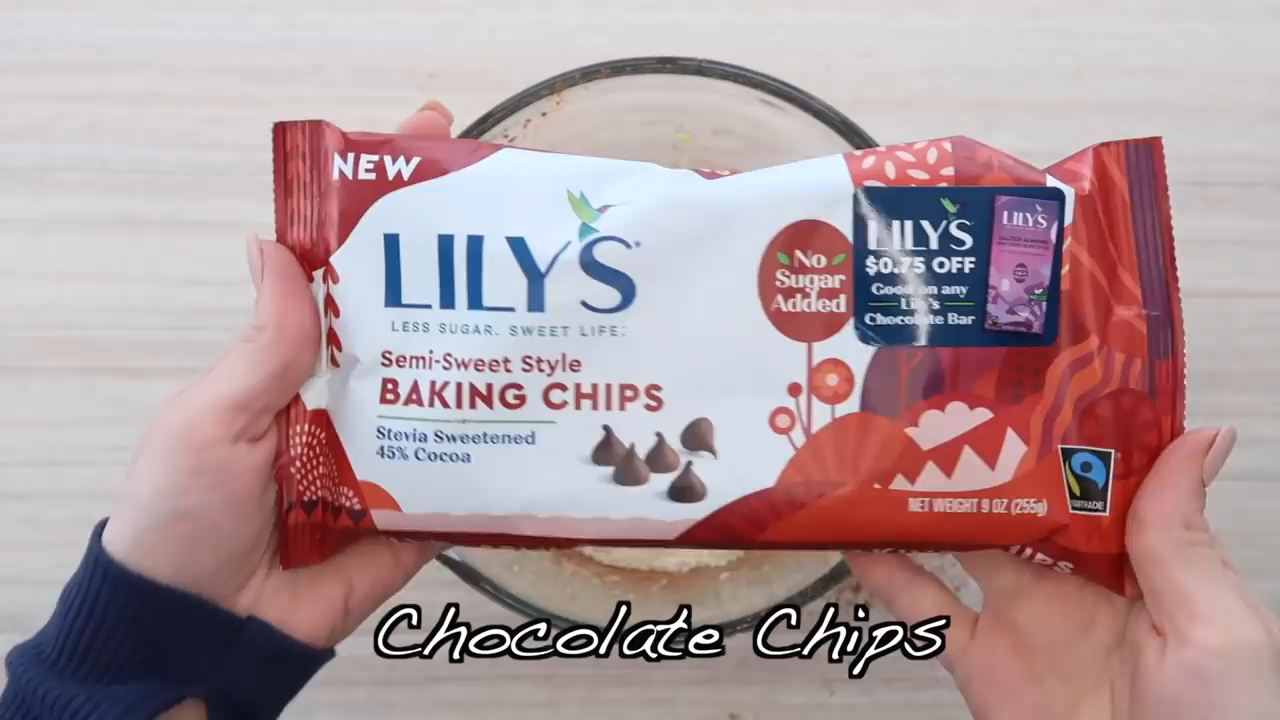 NEW
LILY'S
LESS SUGAR. SWEET LIFE.
Semi-Sweet Style
BAKING CHIPS
Stevia Sweetened
45% Cocoa
No
Sugar
Added
LILY'S
$0.75 OFF
Good on any
Lily's
Chocolate Bar
LILY'S
NET WEIGHT 9 OZ (255g)
FAIRTRADE
Chocolate Chips